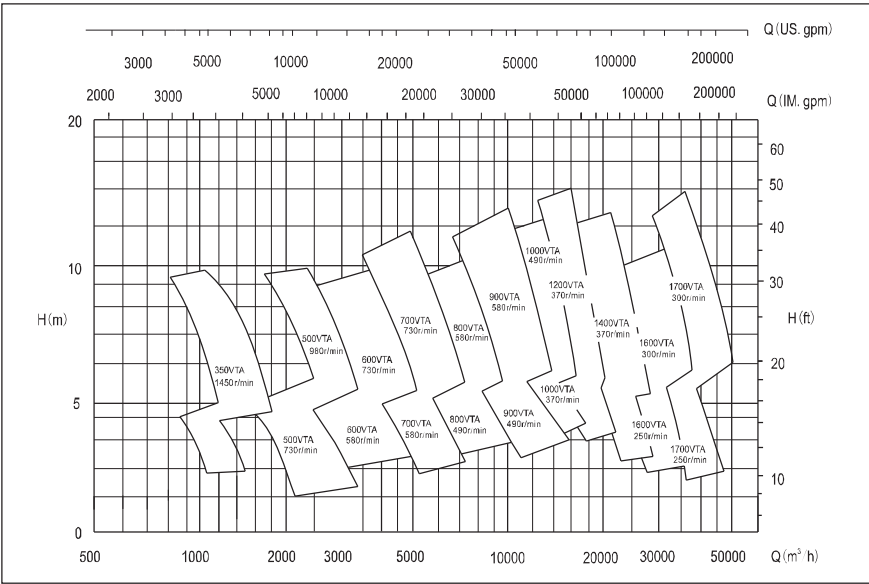 Q(US. gpm)
3000 5000 10000 20000 50000 100000 200000
2000 3000 5000 10000 20000 30000 50000 100000 200000 Q(IM. gpm)
20
60
50
40
10
30
H(m)
H(ft)
20
5
10
0
350VTA
1450r/min
500VTA
980r/min
500VTA
730r/min
600VTA
730r/min
600VTA
580r/min
700VTA
730r/min
700VTA
580r/min
800VTA
580r/min
800VTA
490r/min
900VTA
580r/min
900VTA
490r/min
1000VTA
490r/min
1000VTA
370r/min
1200VTA
370r/min
1400VTA
370r/min
1600VTA
300r/min
1600VTA
250r/min
1700VTA
300r/min
1700VTA
250r/min
500 1000 2000 3000 5000 10000 20000 30000 50000 Q(m³/h)